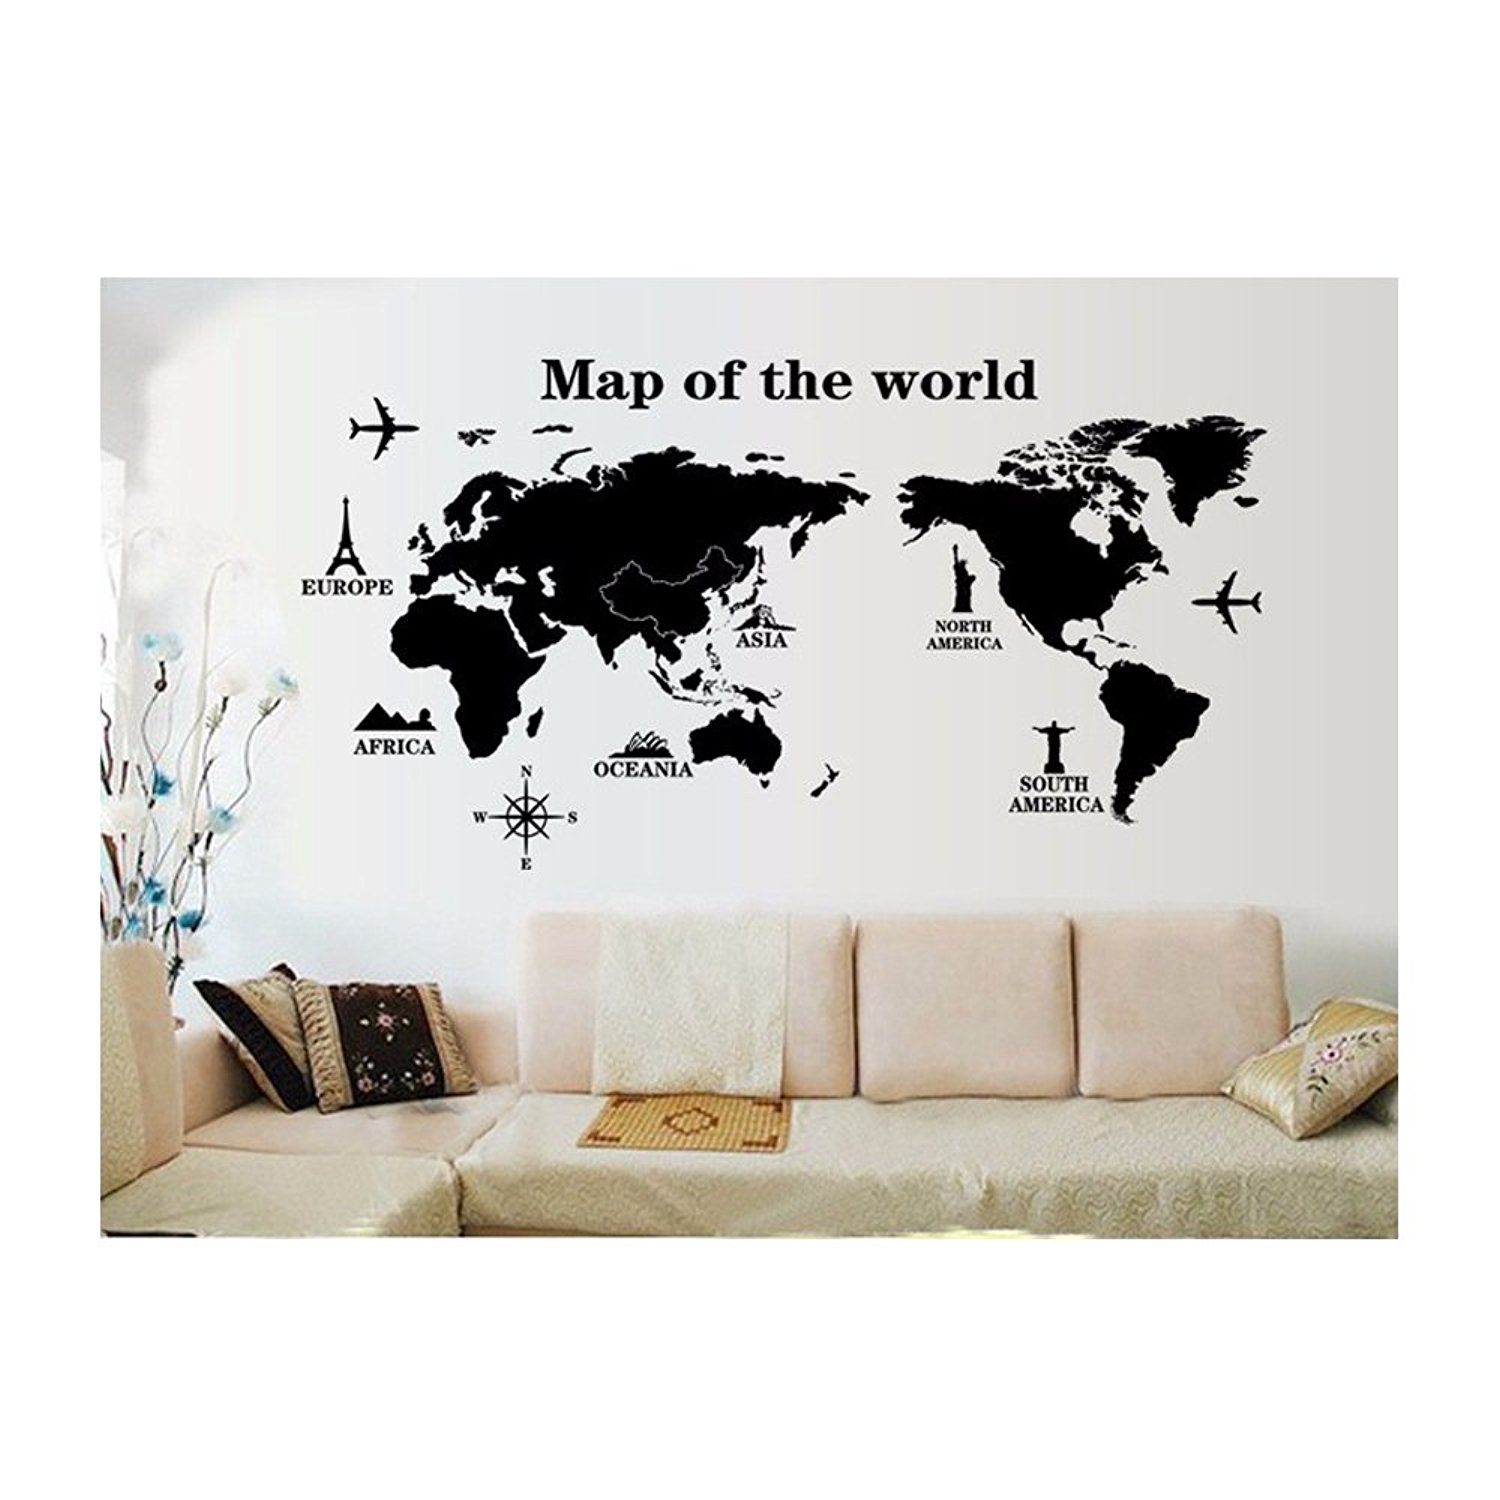 Map of the world
EUROPE
ASIA
NORTH
AMERICA
AFRICA
OCEANIA
SOUTH
AMERICA
N
W S
E